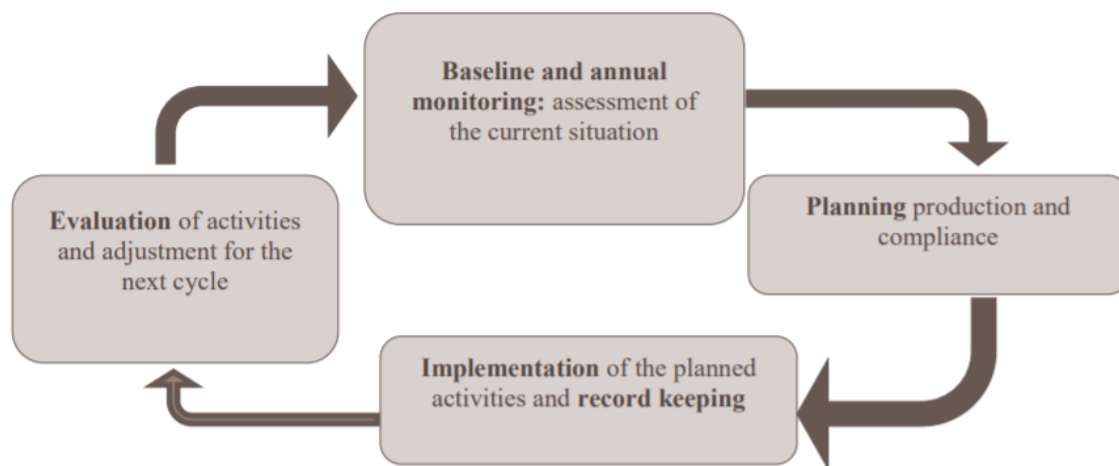 Baseline and annual
monitoring: assessment of
the current situation
Planning production and
compliance
Implementation of the planned
activities and record keeping
Evaluation of activities
and adjustment for the
next cycle